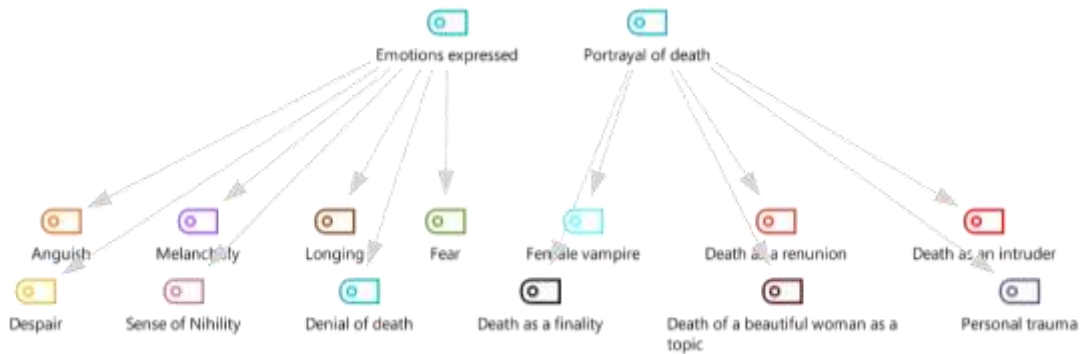 Emotions expressed
Portrayal of death
Anguish
Melancholy
Longing
Fear
Female vampire
Death as a renunion
Death as an intruder
Despair
Sense of Nihility
Denial of death
Death as a finality
Death of a beautiful woman as a
topic
Personal trauma